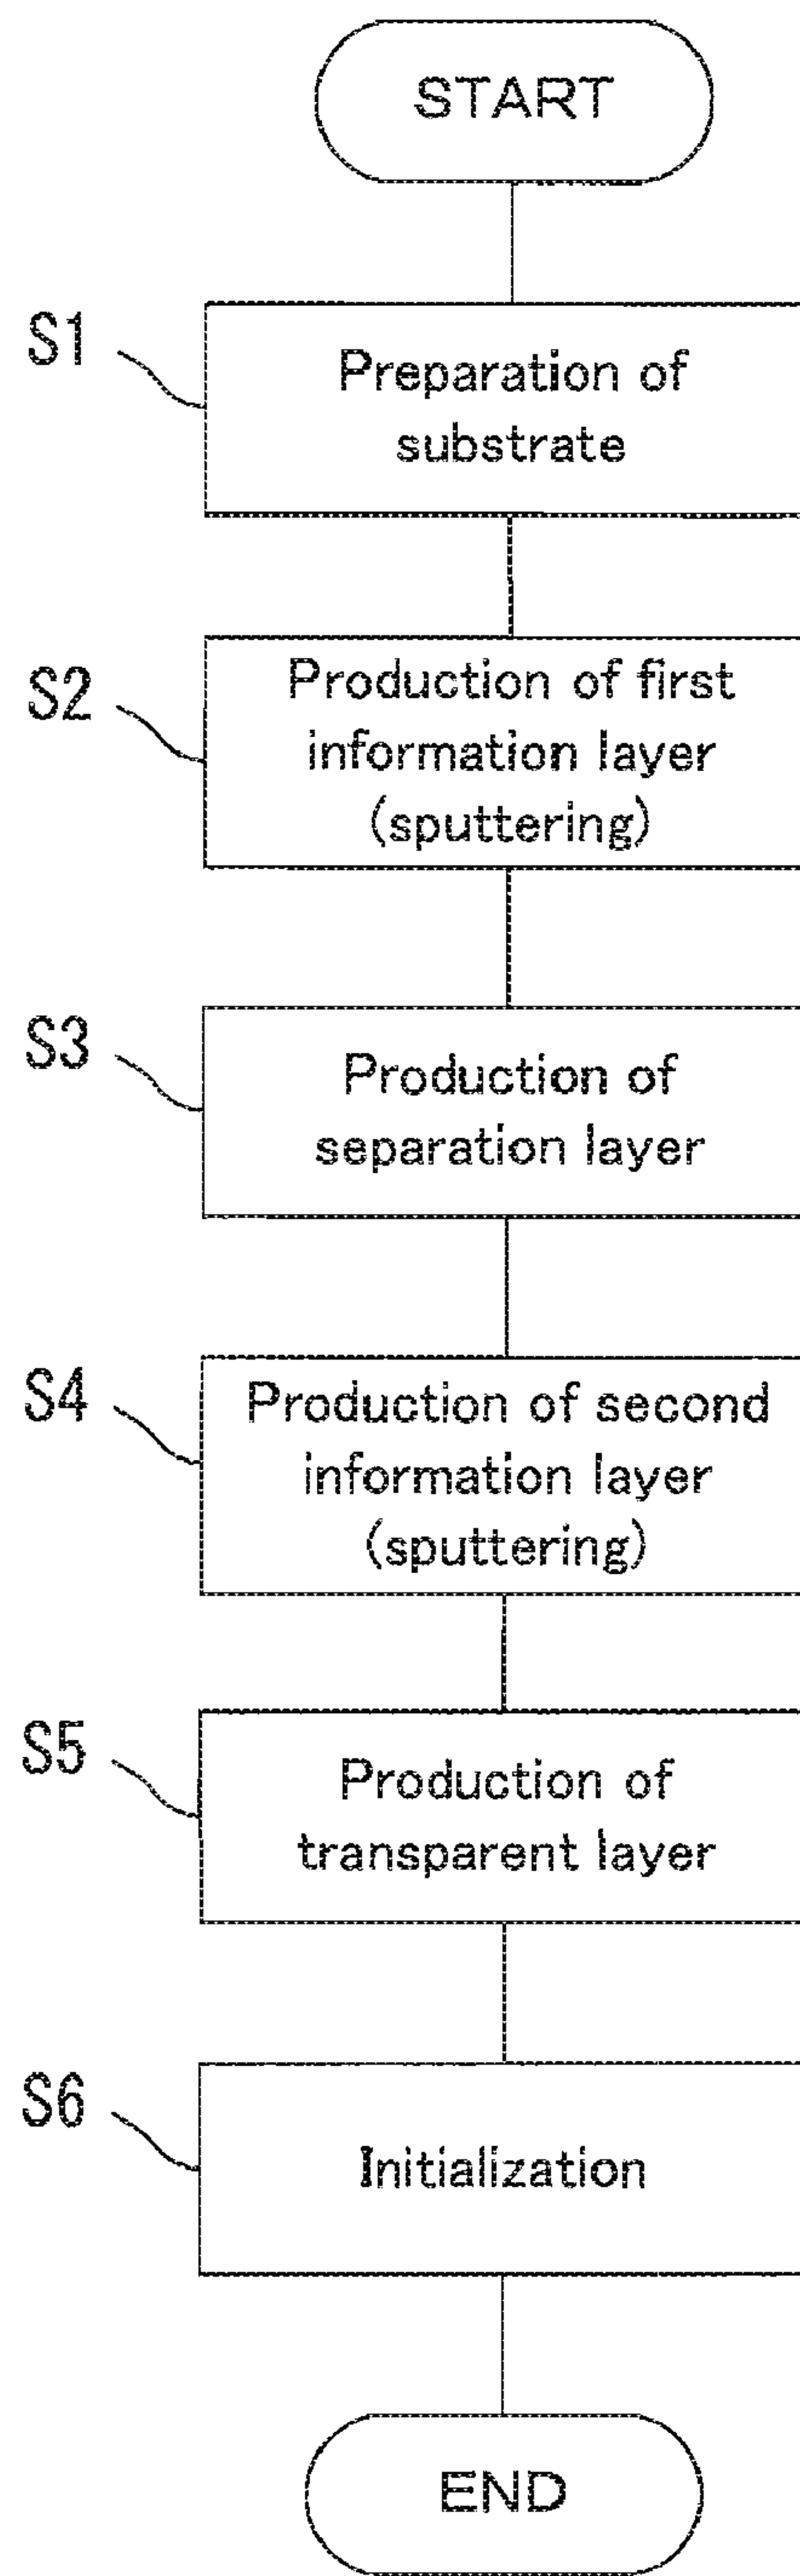 START
S1
Preparation of
substrate
S2
Production of first
information layer
(sputtering)
S3
Production of
separation layer
S4
Production of second
information layer
(sputtering)
S5
Production of
transparent layer
S6
Initialization
END